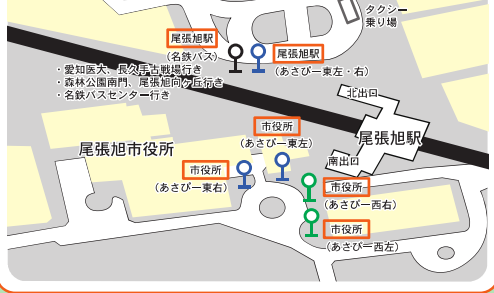 タクシー
乗り場
尾張旭駅
(名鉄バス)
・愛知医大、長久手古戦場行き
・森林公園南門、尾張旭向ケ丘行き
・名鉄バスセンター行き
尾張旭駅
(あさぴー東左・右)
北出口
尾張旭駅
南出口
市役所
(あさぴー東左)
尾張旭市役所
市役所
(あさぴー東右)
市役所
(あさぴー西右)
市役所
(あさぴー西左)